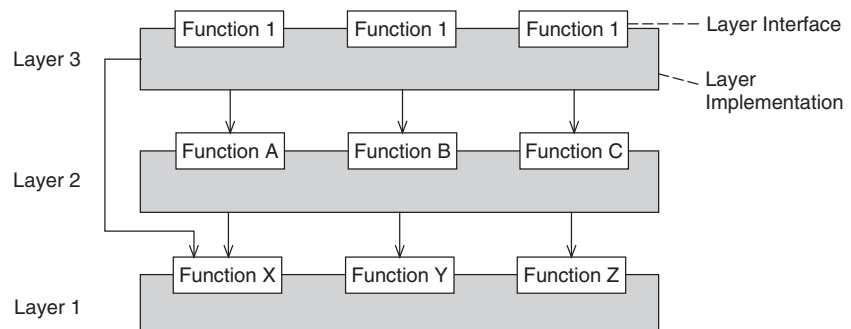 Function 1 Function 1 Function 1 Layer Interface
Layer 3
Layer
Implementation
Function A Function B Function C
Layer 2
Function X Function Y Function Z
Layer 1